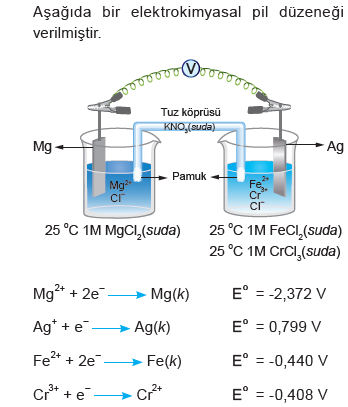 Aşağıda bir elektrokimyasal pil düzeneği
verilmiştir.
V
Tuz köprüsü
KNO₃(suda)
Mg
Ag
Pamuk
Mg²⁺
Cl⁻
Fe²⁺
Cr³⁺
Cl⁻
25 °C 1M MgCl₂(suda)
25 °C 1M FeCl₂(suda)
25 °C 1M CrCl₃(suda)
Mg²⁺ + 2e⁻ ⟶ Mg(k) E° = -2,372 V
Ag⁺ + e⁻ ⟶ Ag(k) E° = 0,799 V
Fe²⁺ + 2e⁻ ⟶ Fe(k) E° = -0,440 V
Cr³⁺ + e⁻ ⟶ Cr²⁺ E° = -0,408 V